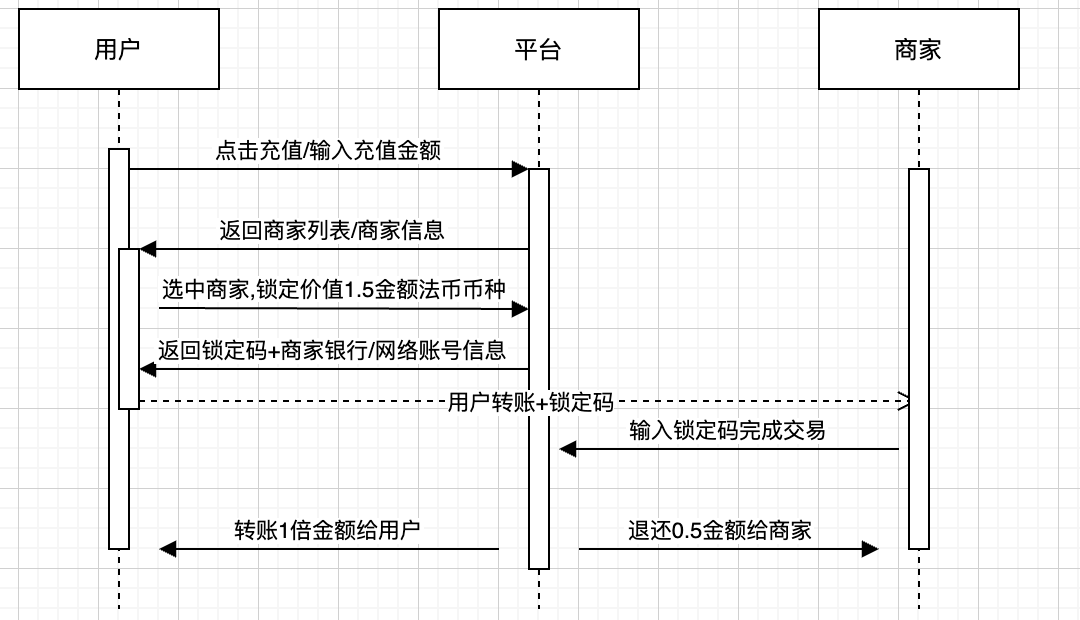 用户
平台
商家
点击充值/输入充值金额
返回商家列表/商家信息
选中商家,锁定价值1.5金额法币币种
返回锁定码+商家银行/网络账号信息
用户转账+锁定码
输入锁定码完成交易
转账1倍金额给用户
退还0.5金额给商家